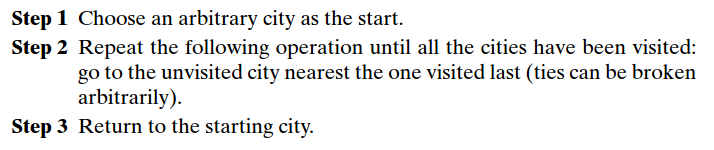 Step 1 Choose an arbitrary city as the start.
Step 2 Repeat the following operation until all the cities have been visited:
go to the unvisited city nearest the one visited last (ties can be broken
arbitrarily).
Step 3 Return to the starting city.